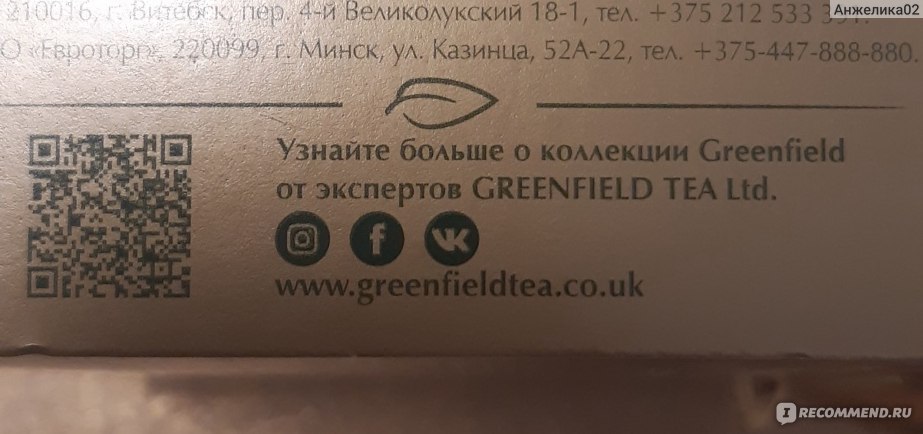 Анжелика02
210016, г. Витебск, пер. 4-й Великолукский 18-1, тел. +375 212 533
О «Евроторг», 220099, г. Минск, ул. Казинца, 52А-22, тел. +375-447-888-880.
Узнайте больше о коллекции Greenfield
от экспертов GREENFIELD TEA Ltd.
www.greenfieldtea.co.uk
I RECOMMEND.RU